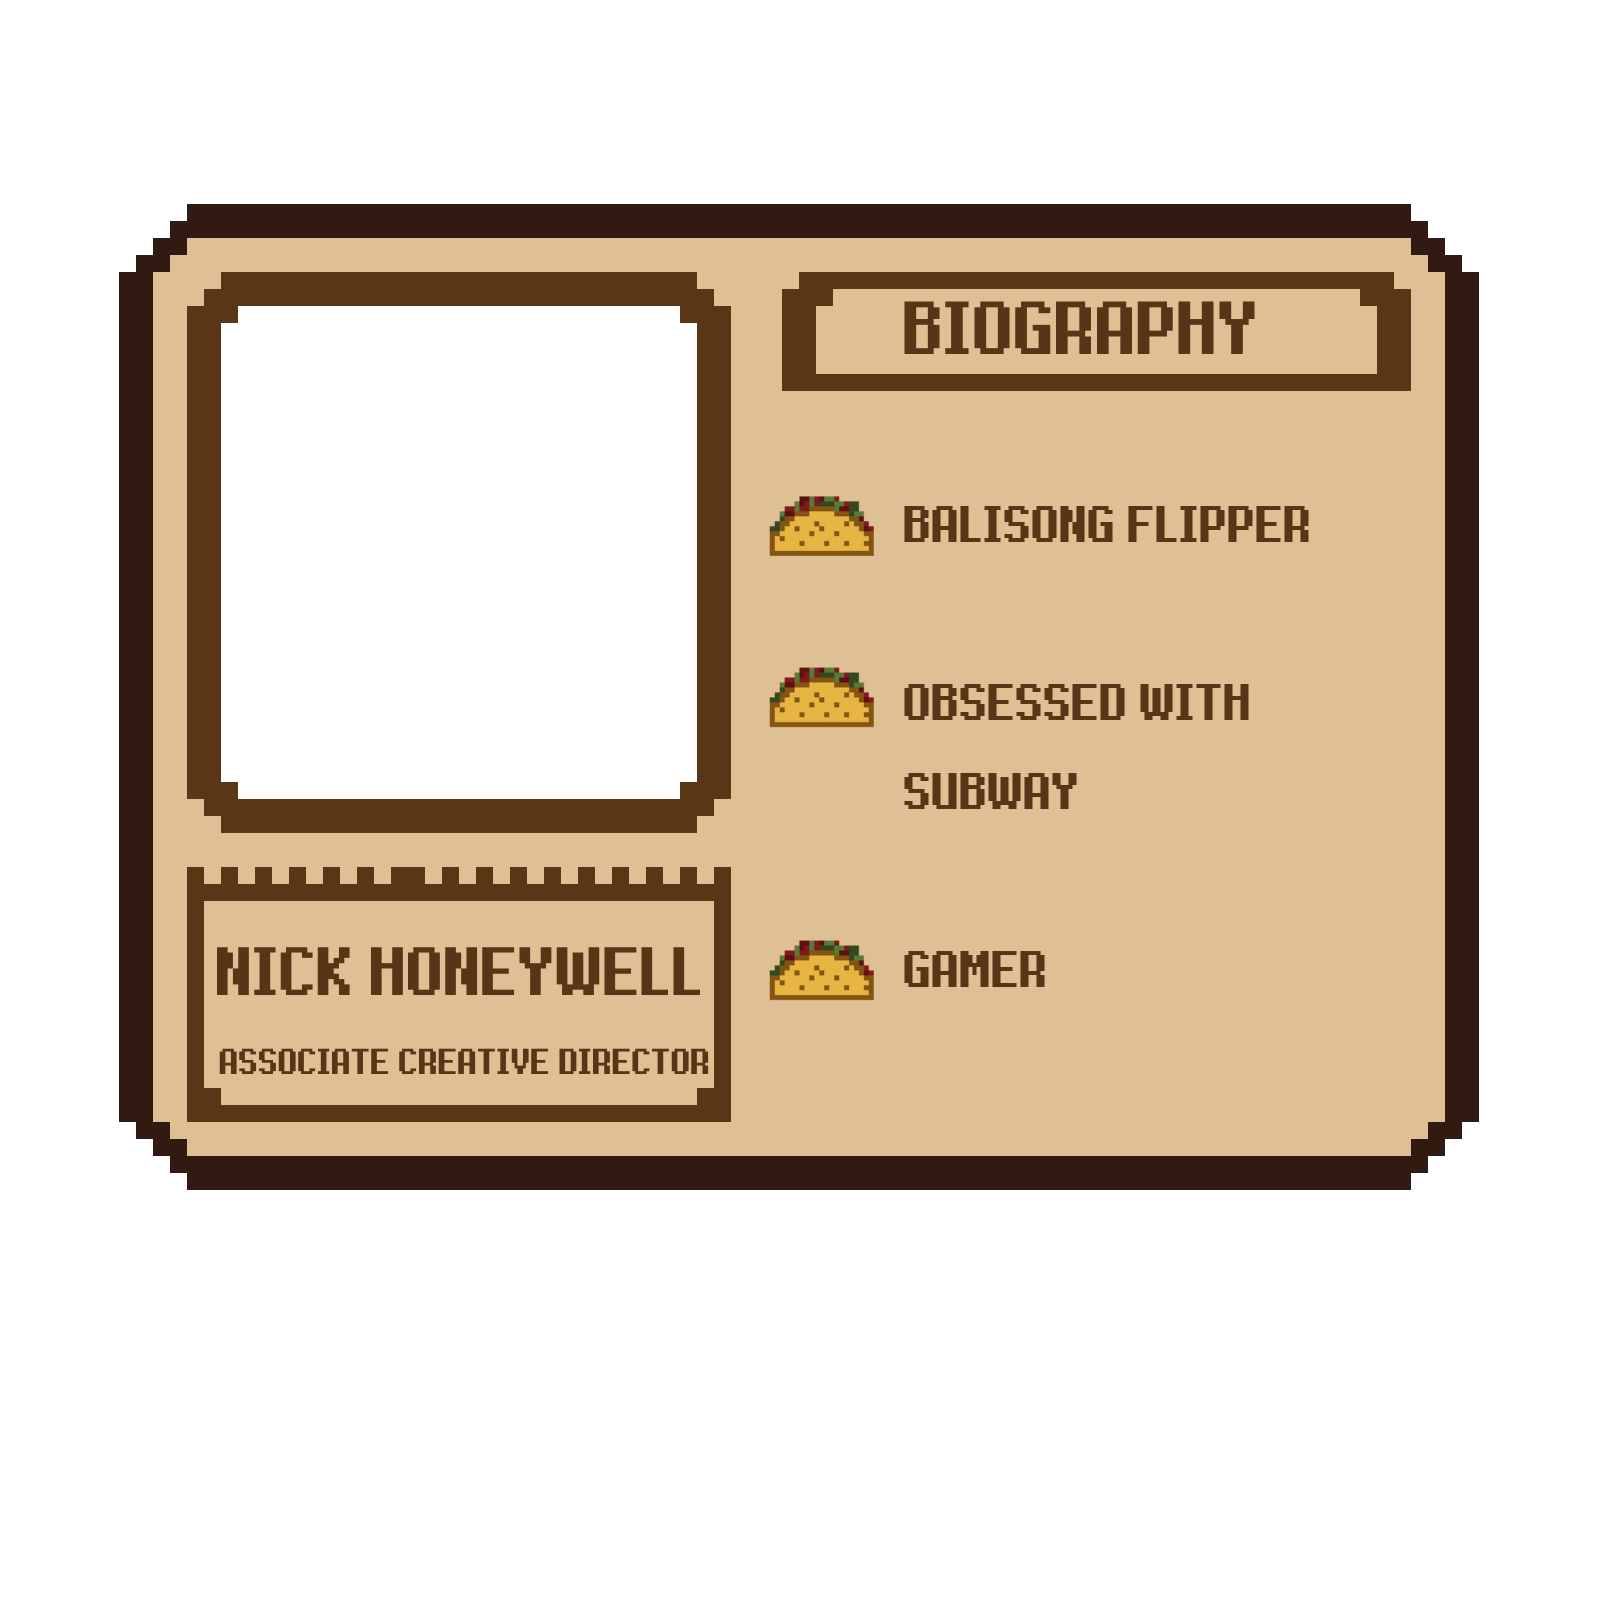 BIOGRAPHY
BALISONG FLIPPER
OBSESSED WITH
SUBWAY
GAMER
NICK HONEYWELL
ASSOCIATE CREATIVE DIRECTOR